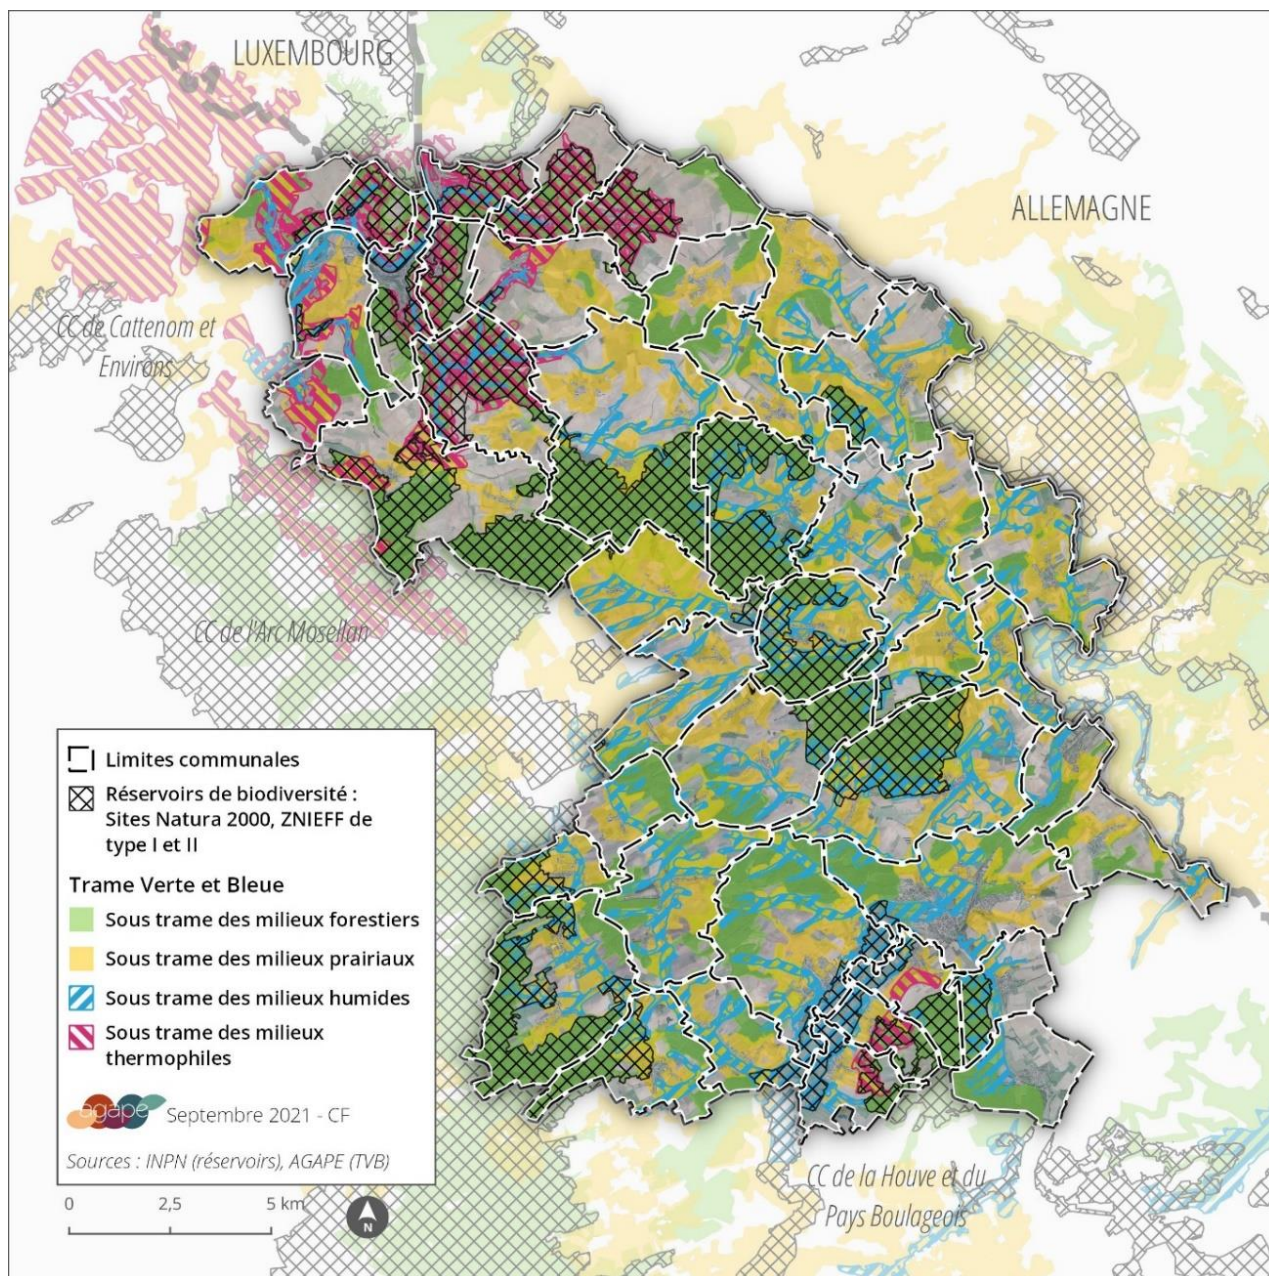 LUXEMBOURG
ALLEMAGNE
CC de Cattenom et
Environs
CC de l'Arc Mosellan
Limites communales
Réservoirs de biodiversité :
Sites Natura 2000, ZNIEFF de
type I et II
Trame Verte et Bleue
Sous trame des milieux forestiers
Sous trame des milieux prairiaux
Sous trame des milieux humides
Sous trame des milieux
thermophiles
agape Septembre 2021 - CF
Sources : INPN (réservoirs), AGAPE (TVB)
0 2,5 5 km
N
CC de la Houve et du
Pays Boulageois